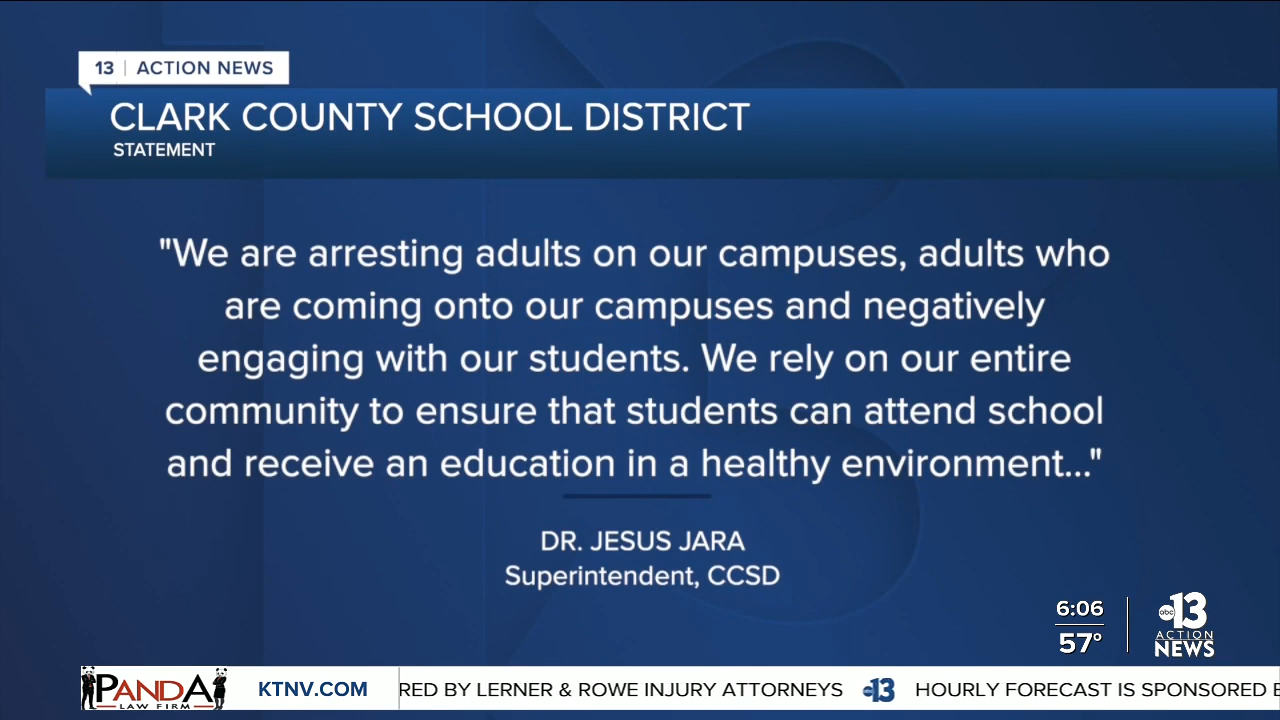 13 | ACTION NEWS
CLARK COUNTY SCHOOL DISTRICT
STATEMENT
"We are arresting adults on our campuses, adults who
are coming onto our campuses and negatively
engaging with our students. We rely on our entire
community to ensure that students can attend school
and receive an education in a healthy environment..."
DR. JESUS JARA
Superintendent, CCSD
6:06
57°
abc 13
ACTION
NEWS
PANDA
LAW FIRM
KTNV.COM
RED BY LERNER & ROWE INJURY ATTORNEYS
abc 13
HOURLY FORECAST IS SPONSORED